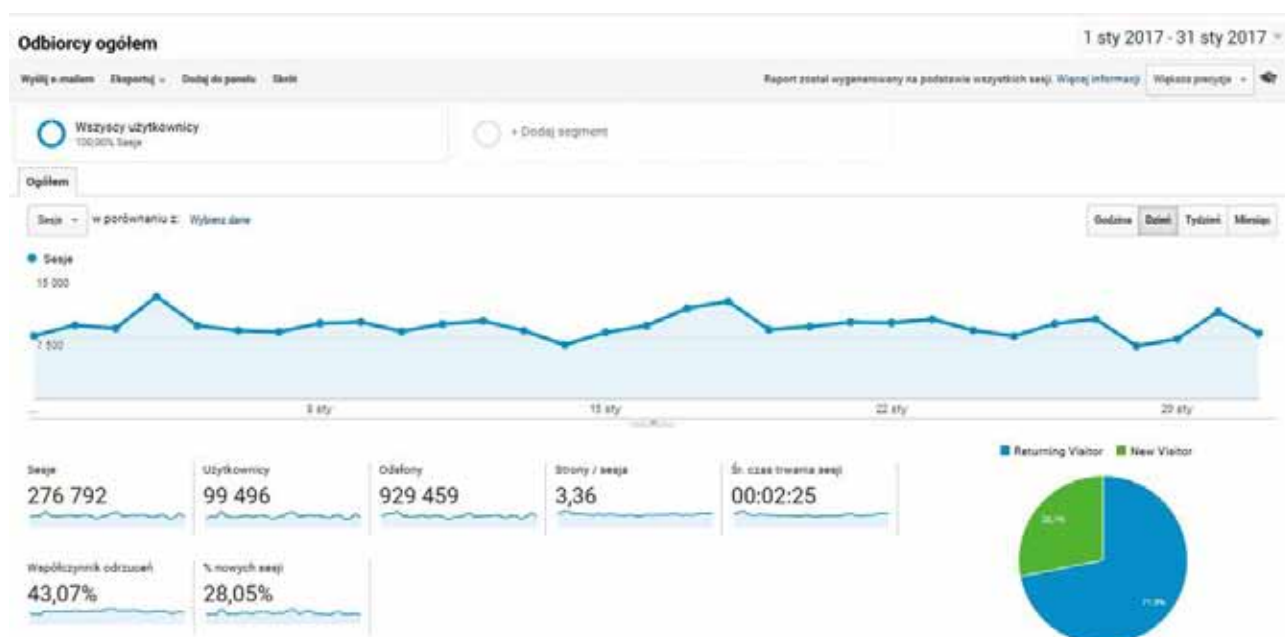 Odbiorcy ogółem
1 sty 2017 - 31 sty 2017
Wyślij e-mailem Eksportuj Dodaj do panelu Skrót
Raport został wygenerowany na podstawie wszystkich sesji. Więcej informacji Większa precyzja
Wszyscy użytkownicy
100,00% Sesje
+ Dodaj segment
Ogółem
Sesje w porównaniu z: Wybierz dane
Godzina Dzień Tydzień Miesiąc
Sesje
15 000
7 500
... 8 sty 15 sty 22 sty 29 sty
Returning Visitor New Visitor
Sesje Użytkownicy Odsłony Strony / sesja Śr. czas trwania sesji
276 792 99 496 929 459 3,36 00:02:25
28,1%
Współczynnik odrzuceń % nowych sesji
43,07% 28,05%
71,9%